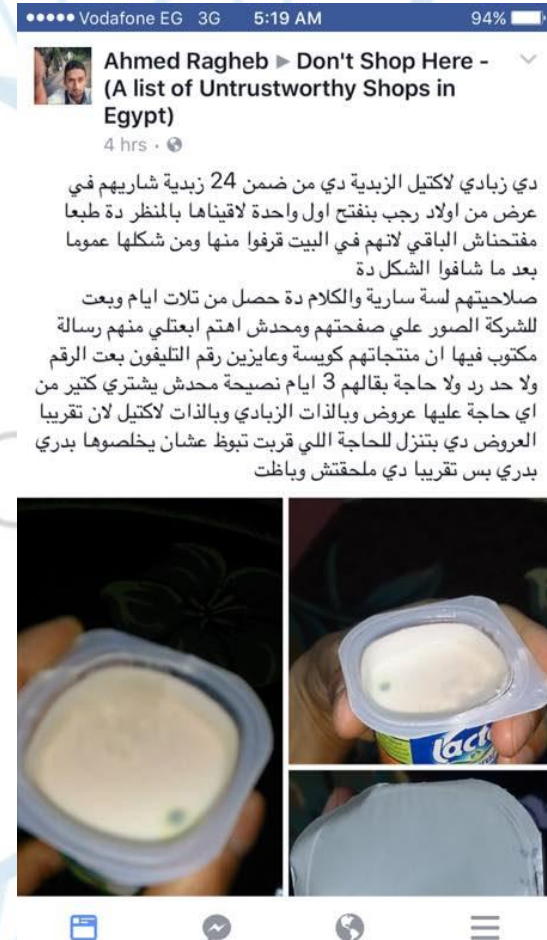 Vodafone EG 3G 5:19 AM 94%
Ahmed Ragheb ▸ Don't Shop Here -
(A list of Untrustworthy Shops in
Egypt)
4 hrs ·
دي زبادي لاكتيل الزبدية دي من ضمن 24 زبدية شاريهم في
عرض من اولاد رجب بنفتح اول واحدة لاقيناها بالمنظر دة طبعا
مفتحناش الباقي لانهم في البيت قرفوا منها ومن شكلها عموما
بعد ما شافوا الشكل دة
صلاحيتهم لسة سارية والكلام دة حصل من تلات ايام وبعت
للشركة الصور علي صفحتهم ومحدش اهتم ابعتلي منهم رسالة
مكتوب فيها ان منتجاتهم كويسة وعايزين رقم التليفون بعت الرقم
ولا حد رد ولا حاجة بقالهم 3 ايام نصيحة محدش يشتري كتير من
اي حاجة عليها عروض وبالذات الزبادي وبالذات لاكتيل لان تقريبا
العروض دي بتنزل للحاجة اللي قربت تبوظ عشان يخلصوها بدري
بدري بس تقريبا دي ملحقتش وباظت